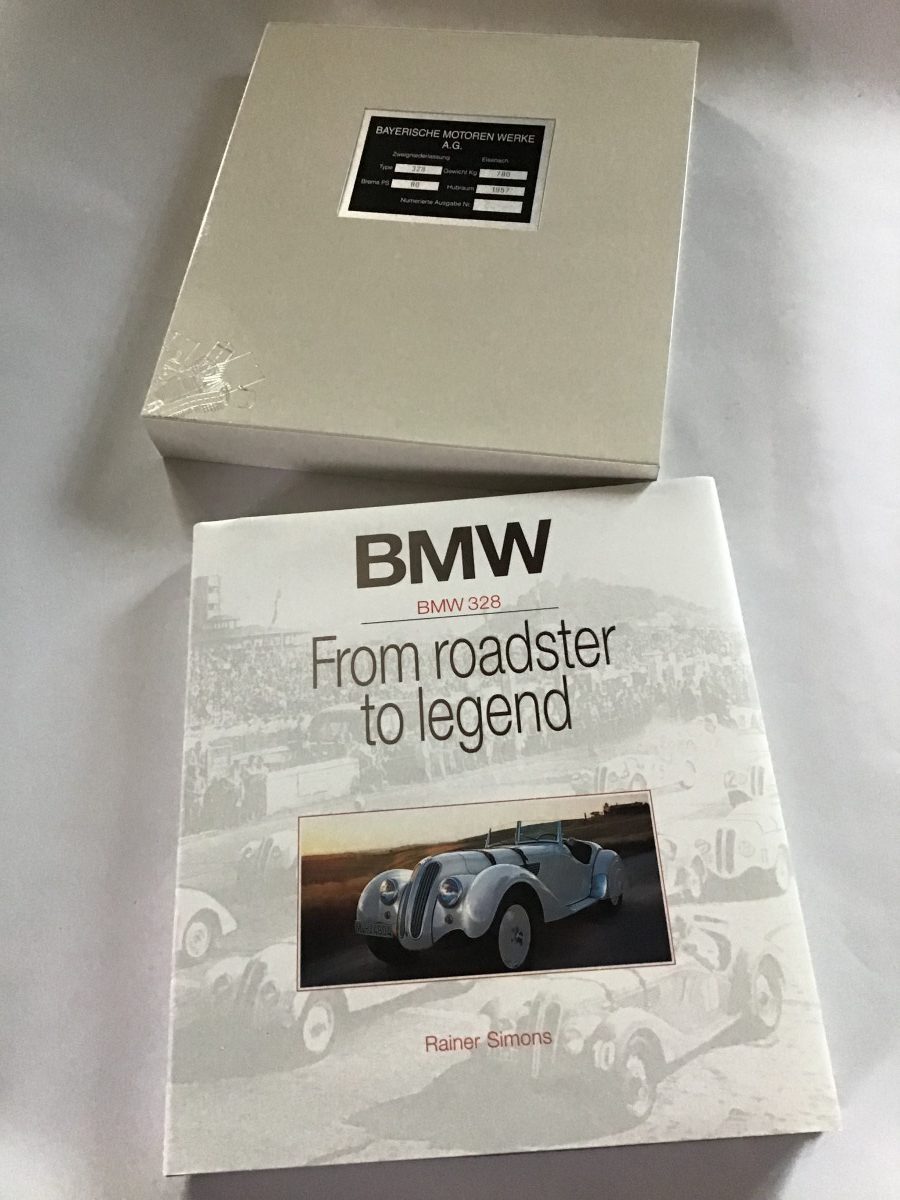 BAYERISCHE MOTOREN WERKE
A.G.
Zweigniederlassung Eisenach
Type 328 Gewicht Kg 780
Brems PS 80 Hubraum 1957
Numerierte Ausgabe Nr.
BMW
BMW 328
From roadster
to legend
Rainer Simons